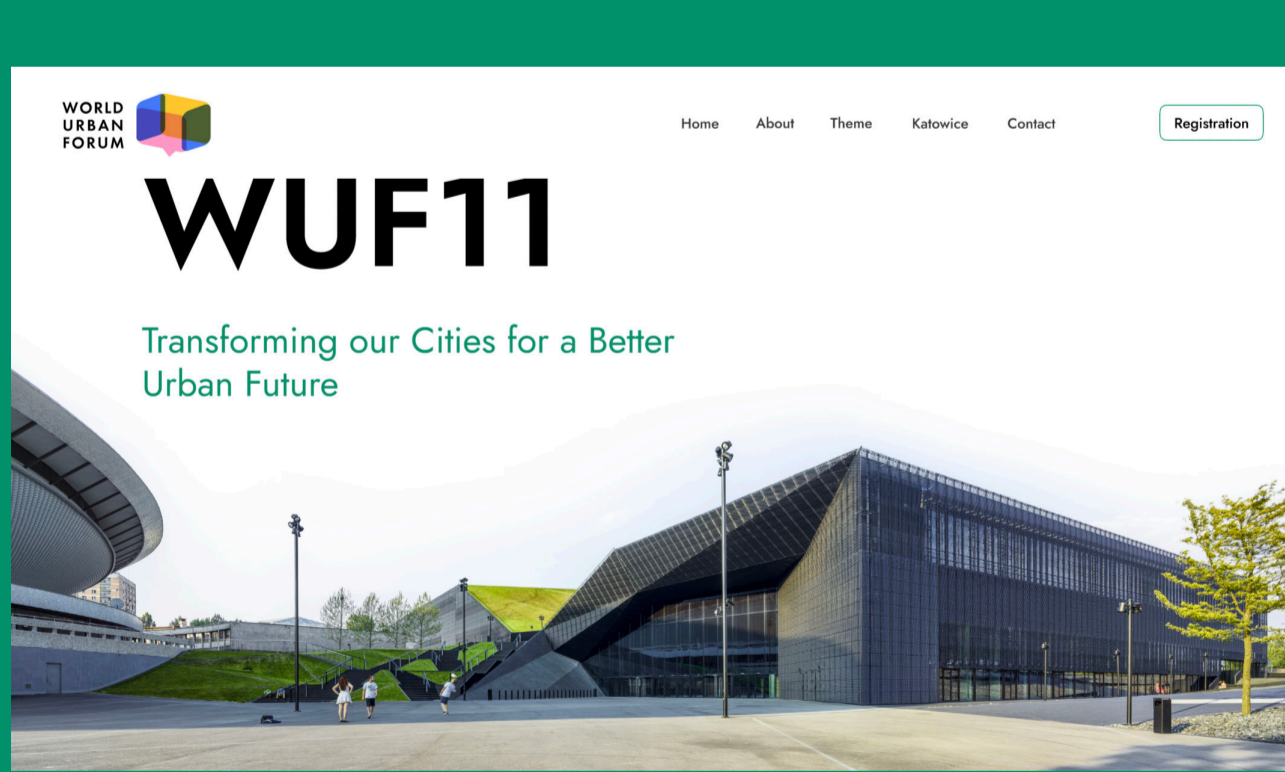 WORLD
URBAN
FORUM
Home About Theme Katowice Contact Registration
WUF11
Transforming our Cities for a Better
Urban Future